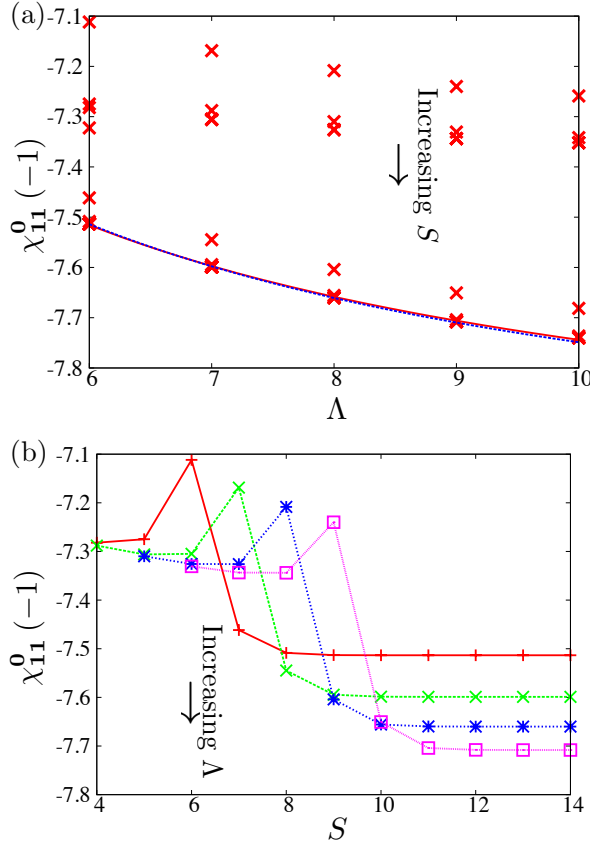 (a)
-7.1
-7.2
-7.3
-7.4
-7.5
-7.6
-7.7
-7.8
χ⁰₁₁ (−1)
Increasing S
6 7 8 9 10
Λ
(b)
-7.1
-7.2
-7.3
-7.4
-7.5
-7.6
-7.7
-7.8
χ⁰₁₁ (−1)
Increasing Λ
4 6 8 10 12 14
S